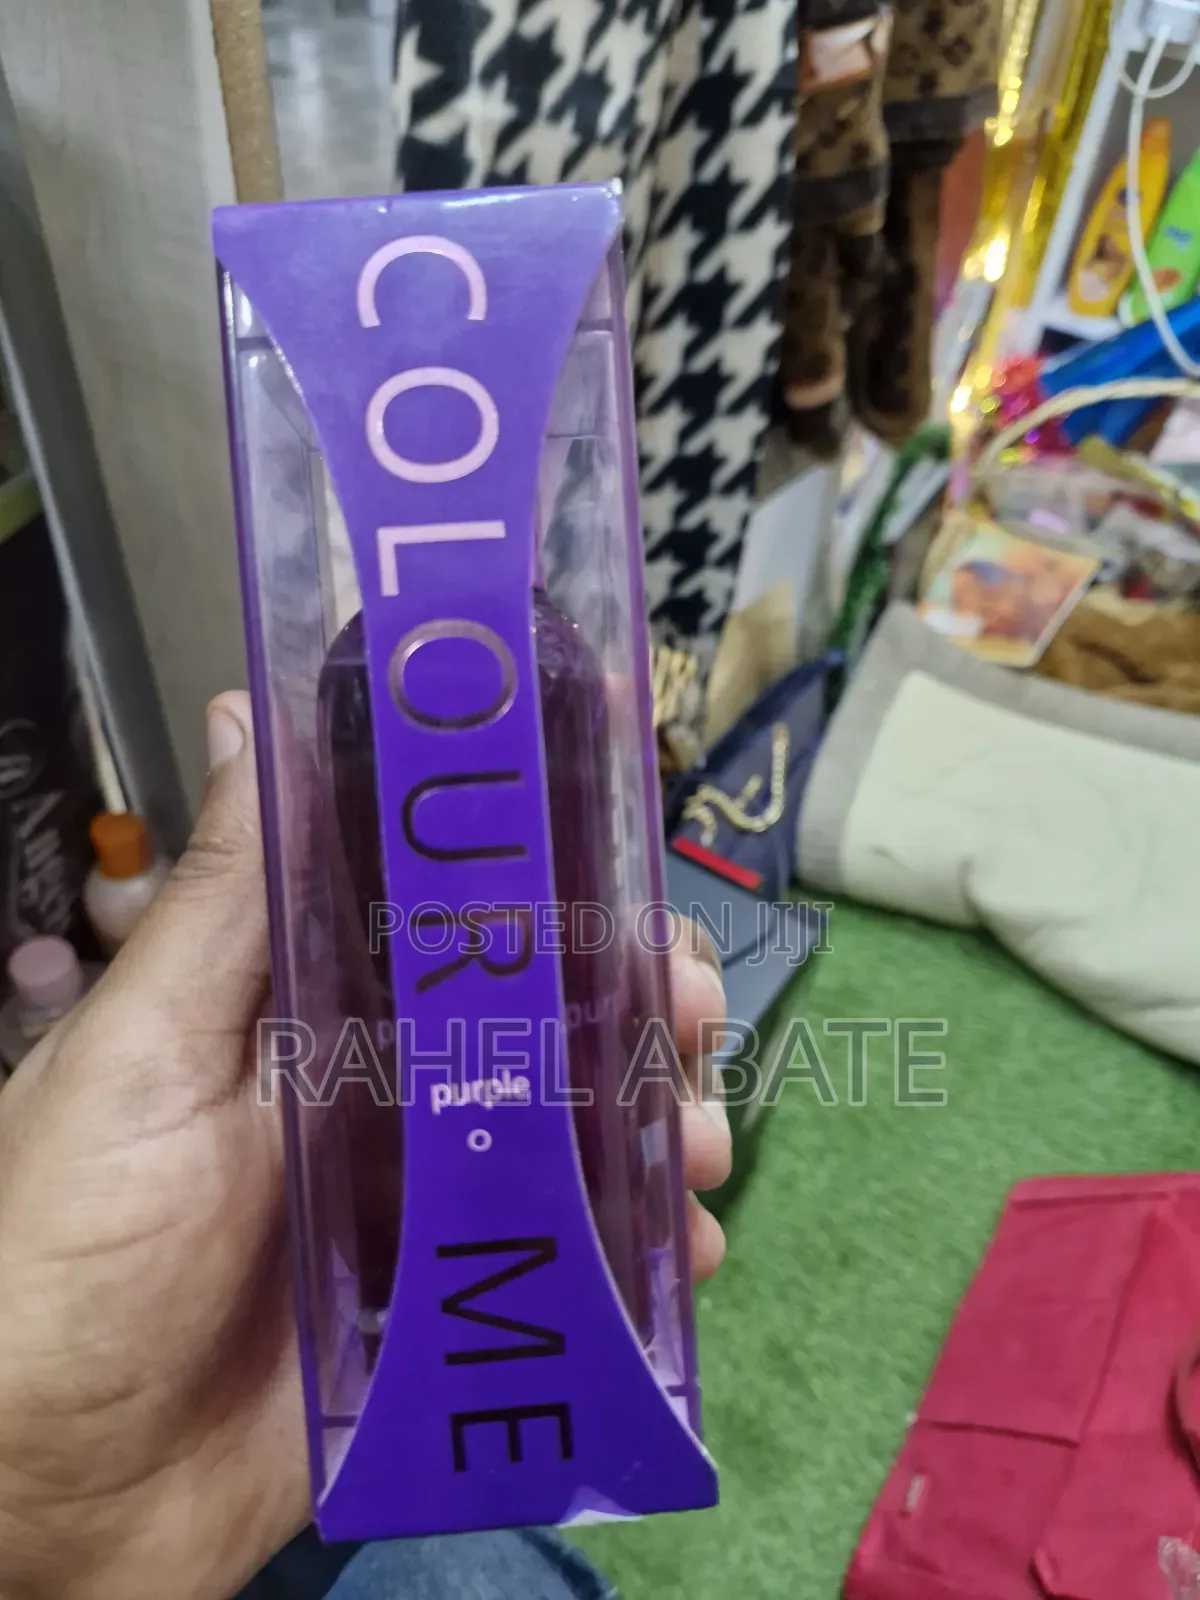 COLOUR
purple
ME
POSTED ON JIJI
RAHEL ABATE